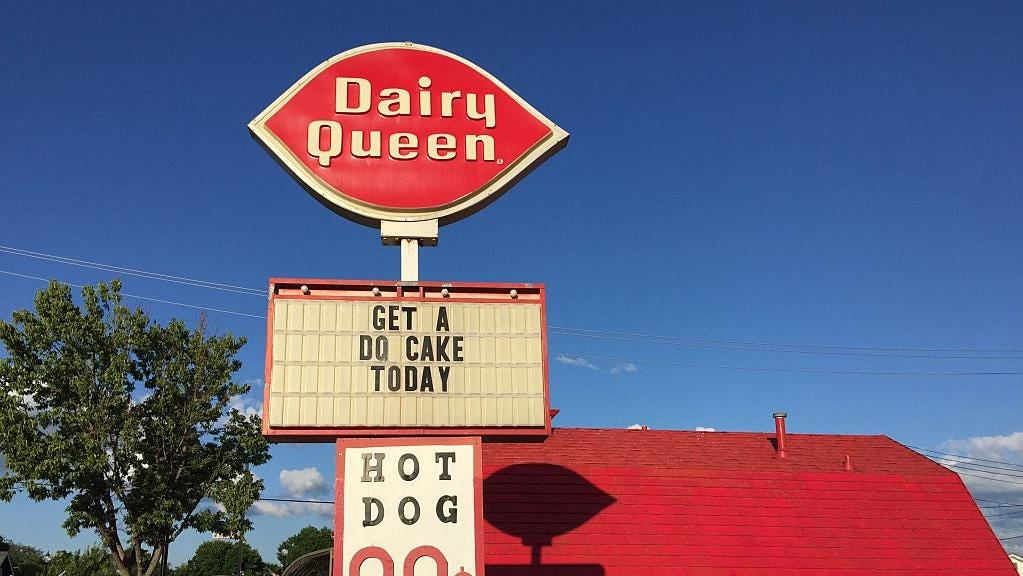 Dairy
Queen
GET A
DQ CAKE
TODAY
HOT
DOG